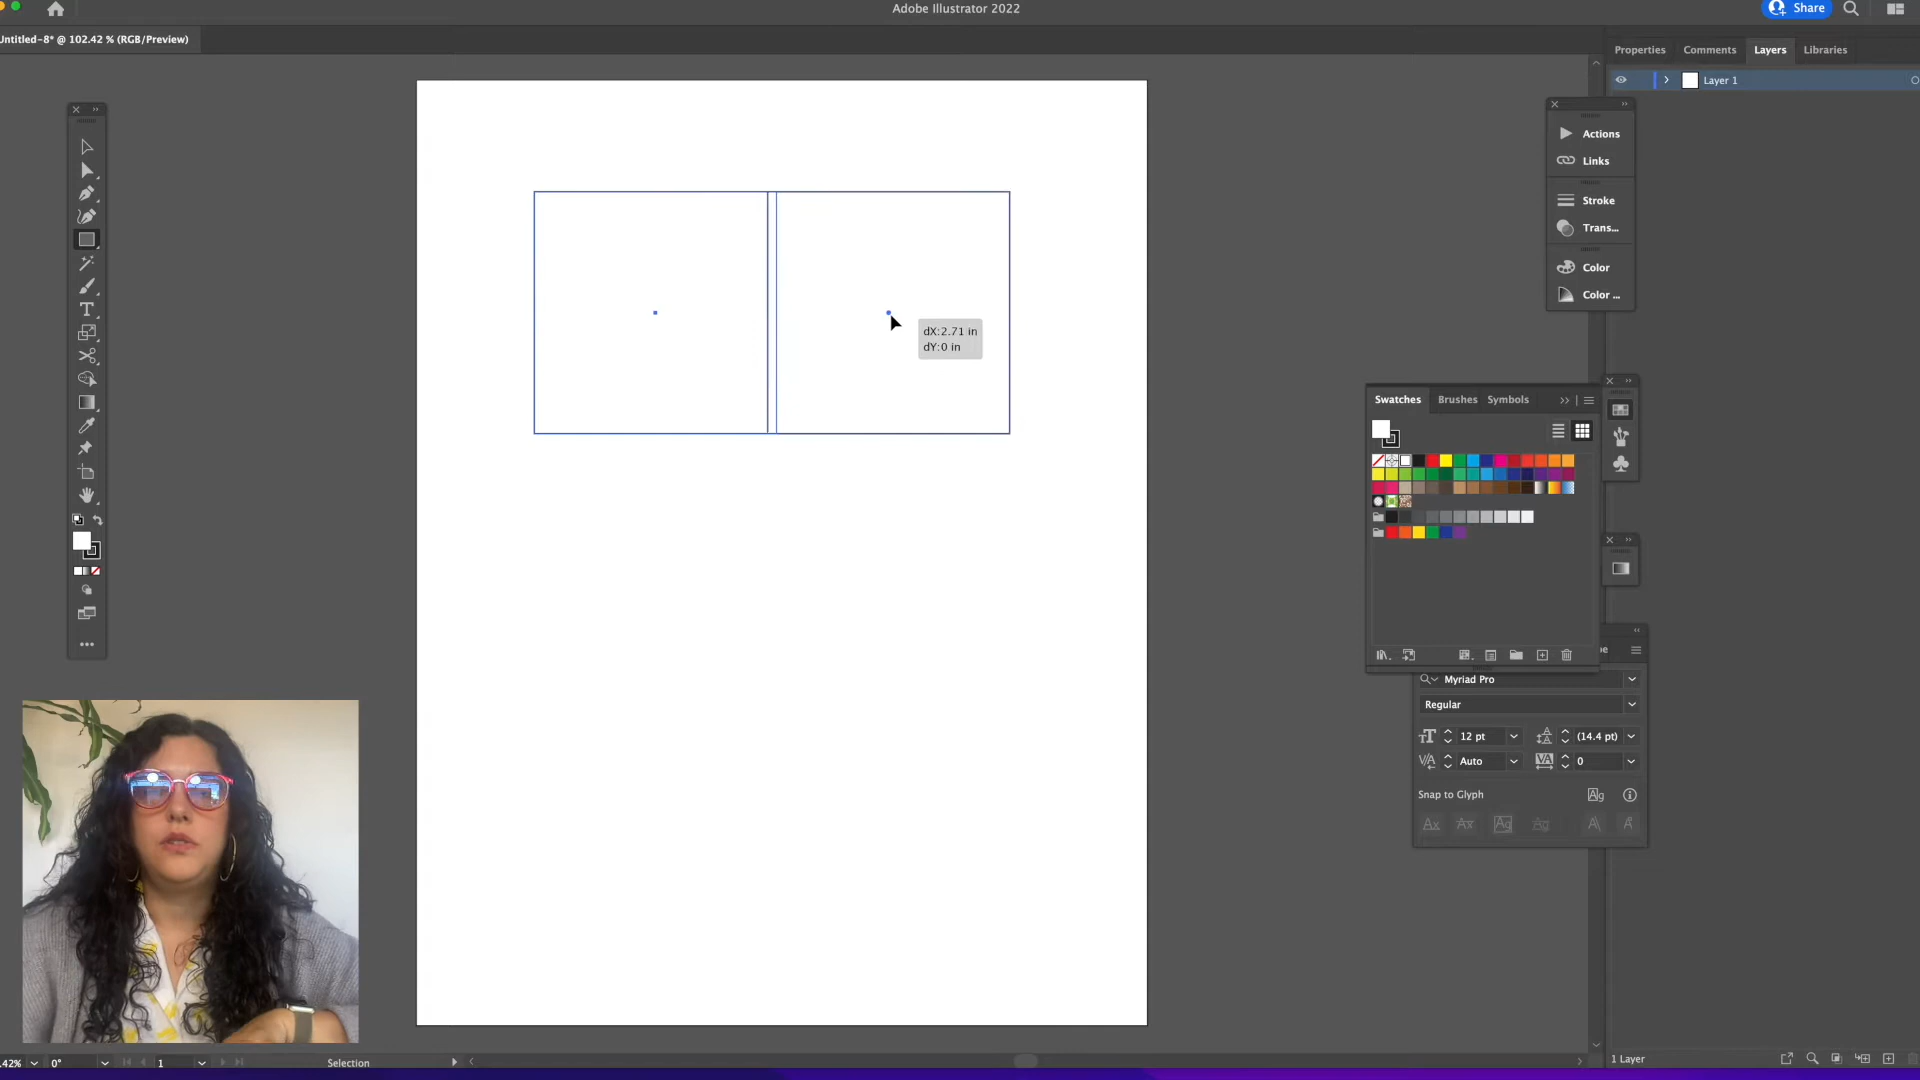 Adobe Illustrator 2022
Share
Untitled-8* @ 102.42 % (RGB/Preview)
Properties
Comments
Layers
Libraries
Layer 1
Actions
Links
Stroke
Trans...
Color
Color ...
dX:2.71 in
dY:0 in
Swatches
Brushes
Symbols
Myriad Pro
Regular
12 pt
(14.4 pt)
Auto
0
Snap to Glyph
.42%
0°
1
Selection
1 Layer